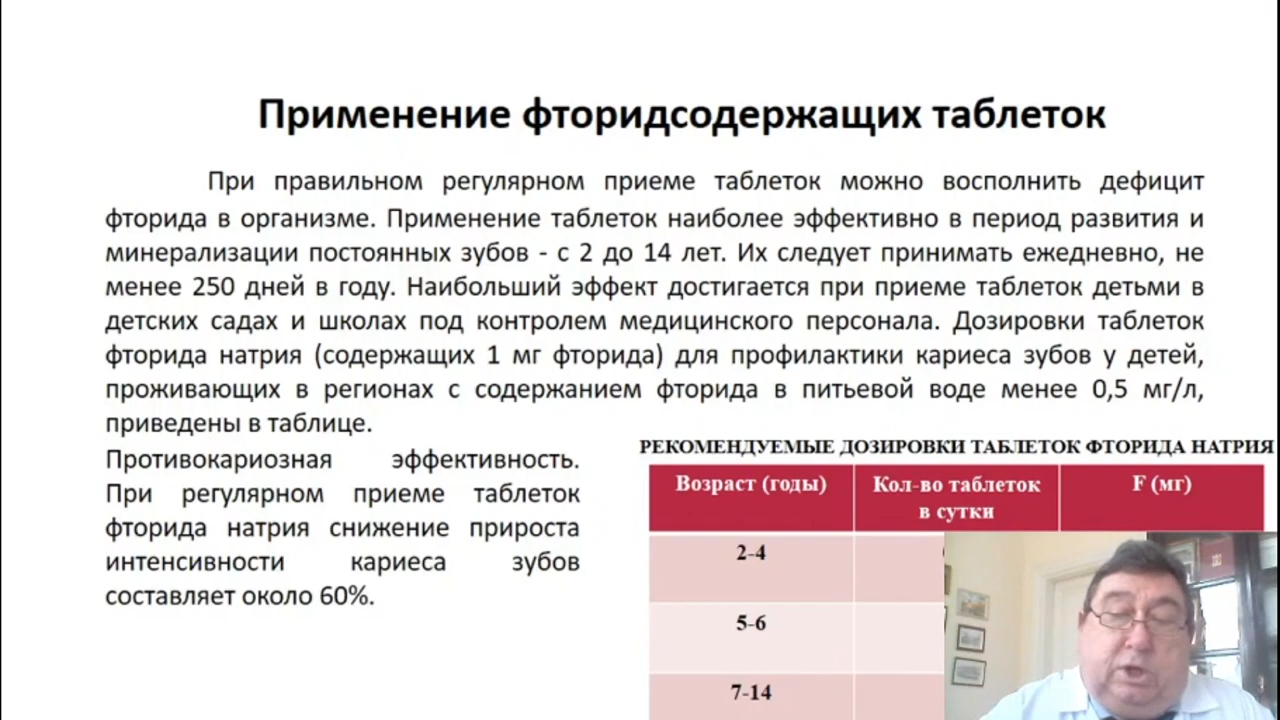 Применение фторидсодержащих таблеток
При правильном регулярном приеме таблеток можно восполнить дефицит
фторида в организме. Применение таблеток наиболее эффективно в период развития и
минерализации постоянных зубов - с 2 до 14 лет. Их следует принимать ежедневно, не
менее 250 дней в году. Наибольший эффект достигается при приеме таблеток детьми в
детских садах и школах под контролем медицинского персонала. Дозировки таблеток
фторида натрия (содержащих 1 мг фторида) для профилактики кариеса зубов у детей,
проживающих в регионах с содержанием фторида в питьевой воде менее 0,5 мг/л,
приведены в таблице.
Противокариозная эффективность.
При регулярном приеме таблеток
фторида натрия снижение прироста
интенсивности кариеса зубов
составляет около 60%.
РЕКОМЕНДУЕМЫЕ ДОЗИРОВКИ ТАБЛЕТОК ФТОРИДА НАТРИЯ
Возраст (годы) Кол-во таблеток F (мг)
в сутки
2-4
5-6
7-14